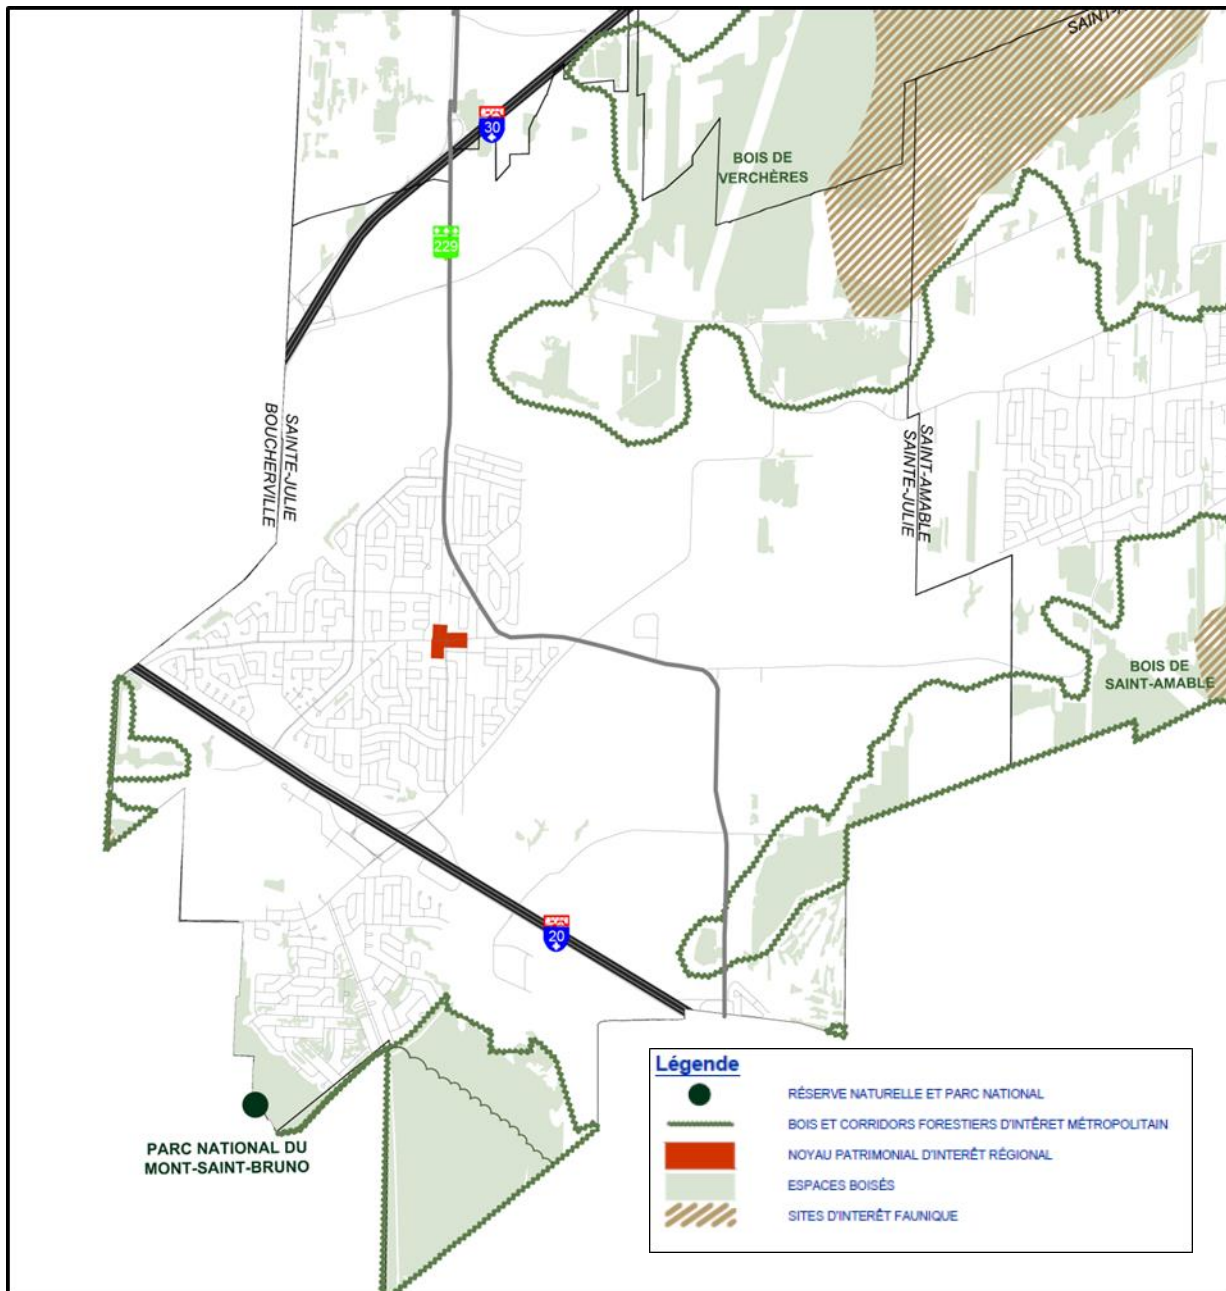 30
BOIS DE
VERCHÈRES
229
SAINTE-JULIE
BOUCHERVILLE
SAINT-AMABLE
SAINTE-JULIE
BOIS DE
SAINT-AMABLE
20
PARC NATIONAL DU
MONT-SAINT-BRUNO
Légende
RÉSERVE NATURELLE ET PARC NATIONAL
BOIS ET CORRIDORS FORESTIERS D'INTÉRÊT MÉTROPOLITAIN
NOYAU PATRIMONIAL D'INTÉRÊT RÉGIONAL
ESPACES BOISÉS
SITES D'INTÉRÊT FAUNIQUE